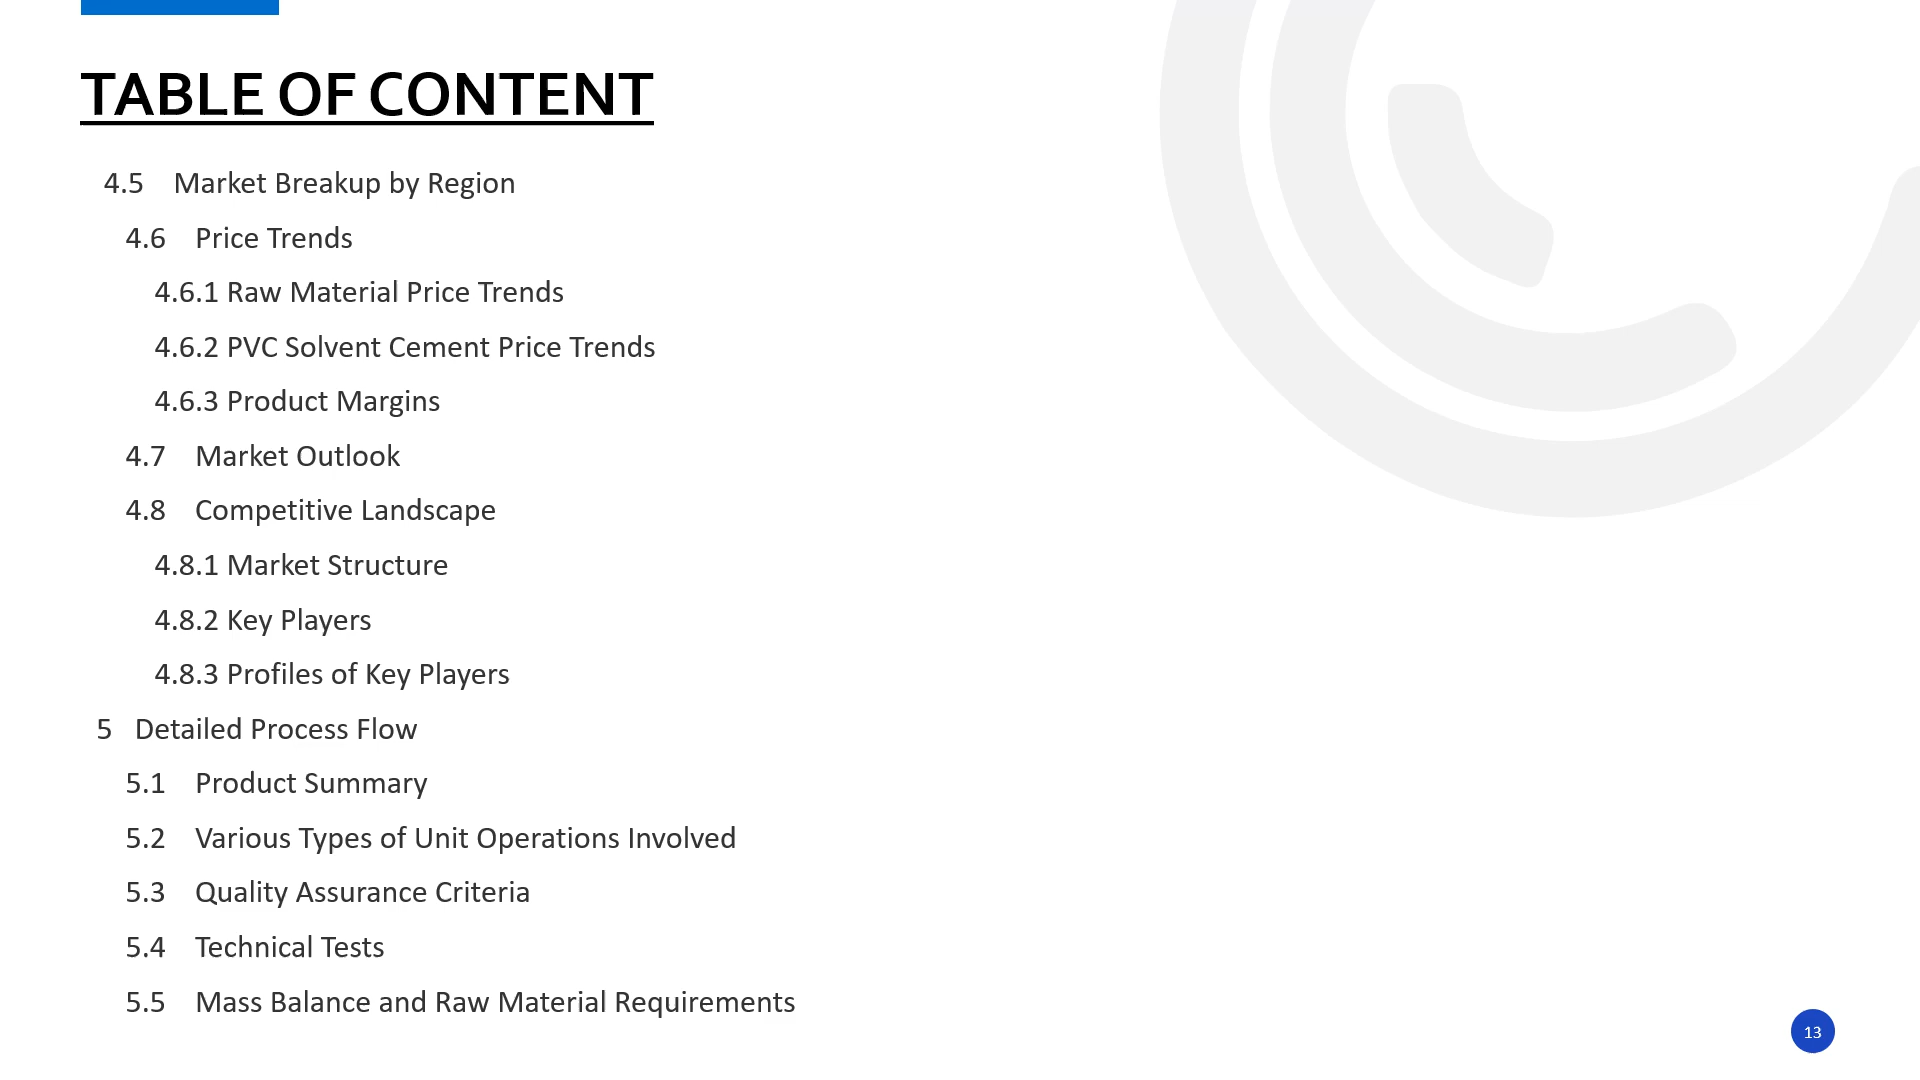 TABLE OF CONTENT
4.5 Market Breakup by Region
4.6 Price Trends
4.6.1 Raw Material Price Trends
4.6.2 PVC Solvent Cement Price Trends
4.6.3 Product Margins
4.7 Market Outlook
4.8 Competitive Landscape
4.8.1 Market Structure
4.8.2 Key Players
4.8.3 Profiles of Key Players
5 Detailed Process Flow
5.1 Product Summary
5.2 Various Types of Unit Operations Involved
5.3 Quality Assurance Criteria
5.4 Technical Tests
5.5 Mass Balance and Raw Material Requirements
13